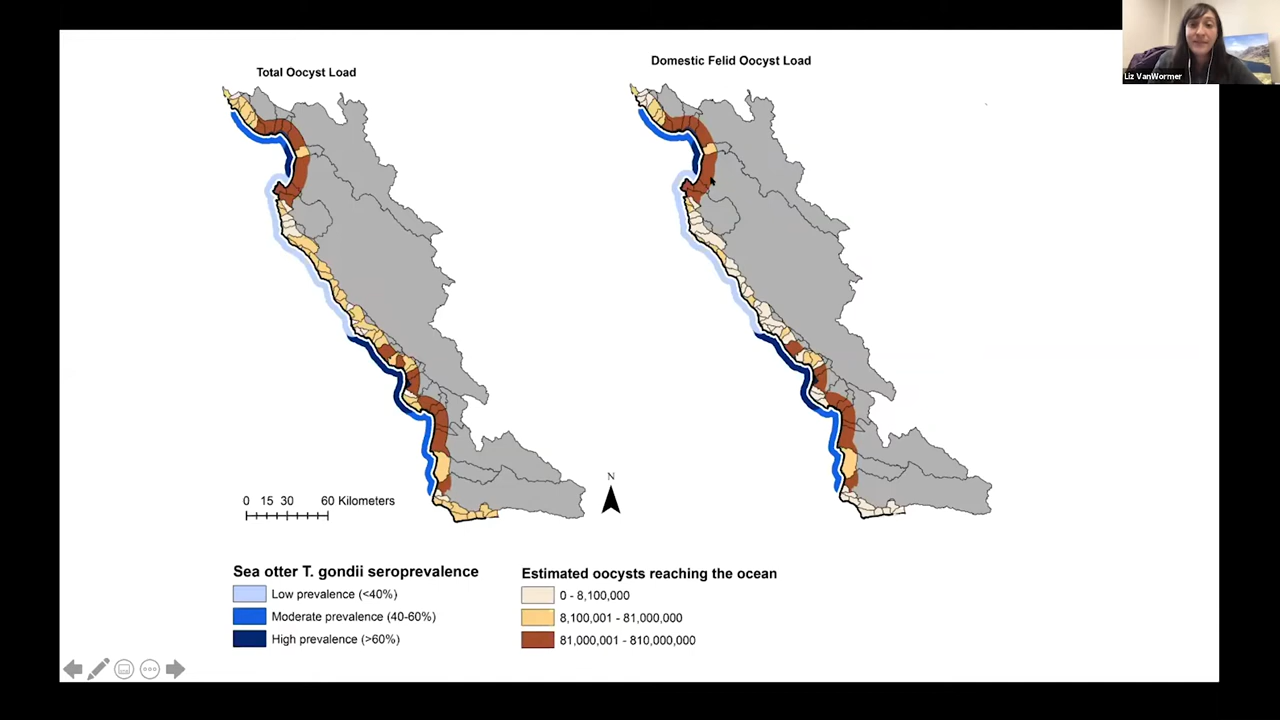 Liz VanWormer
Total Oocyst Load
Domestic Felid Oocyst Load
0 15 30 60 Kilometers
N
Sea otter T. gondii seroprevalence
Low prevalence (<40%)
Moderate prevalence (40-60%)
High prevalence (>60%)
Estimated oocysts reaching the ocean
0 - 8,100,000
8,100,001 - 81,000,000
81,000,001 - 810,000,000